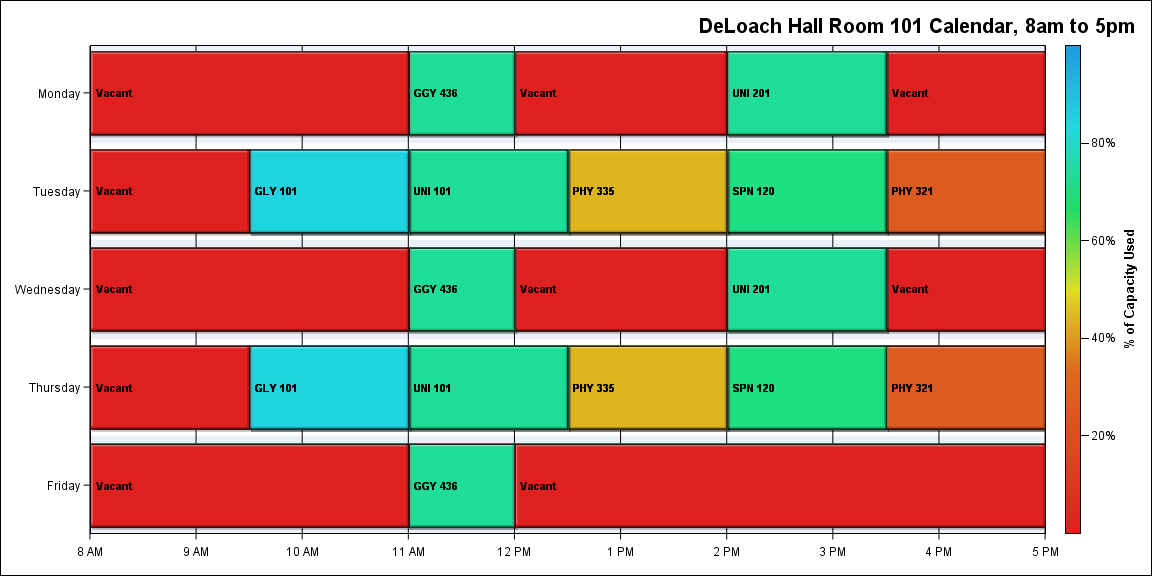 DeLoach Hall Room 101 Calendar, 8am to 5pm
Monday
Vacant
GGY 436
Vacant
UNI 201
Vacant
Tuesday
Vacant
GLY 101
UNI 101
PHY 335
SPN 120
PHY 321
Wednesday
Vacant
GGY 436
Vacant
UNI 201
Vacant
Thursday
Vacant
GLY 101
UNI 101
PHY 335
SPN 120
PHY 321
Friday
Vacant
GGY 436
Vacant
8 AM
9 AM
10 AM
11 AM
12 PM
1 PM
2 PM
3 PM
4 PM
5 PM
80%
60%
40%
20%
% of Capacity Used